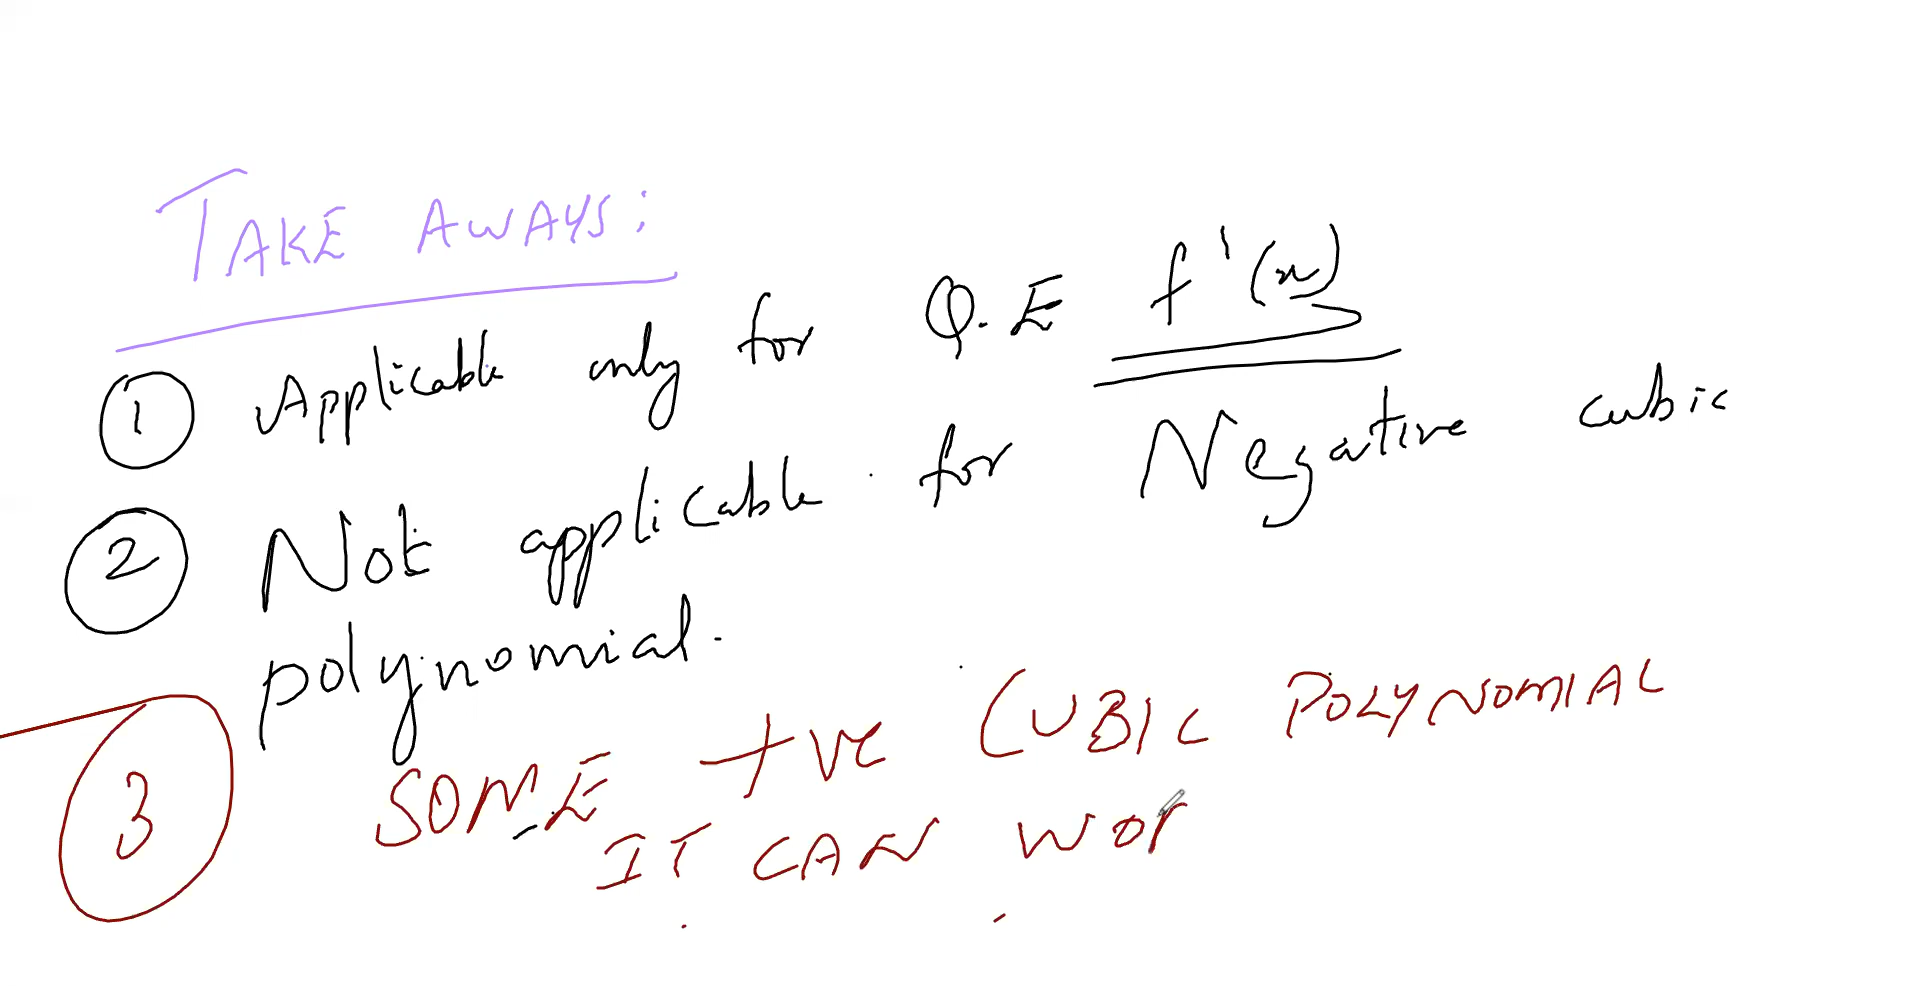 TAKE AWAYS:
① Applicable only for Q.E f'(x)
② Not applicable for Negative cubic
polynomial.
③ SOME +ve CUBIC POLYNOMIAL
IT CAN WOR